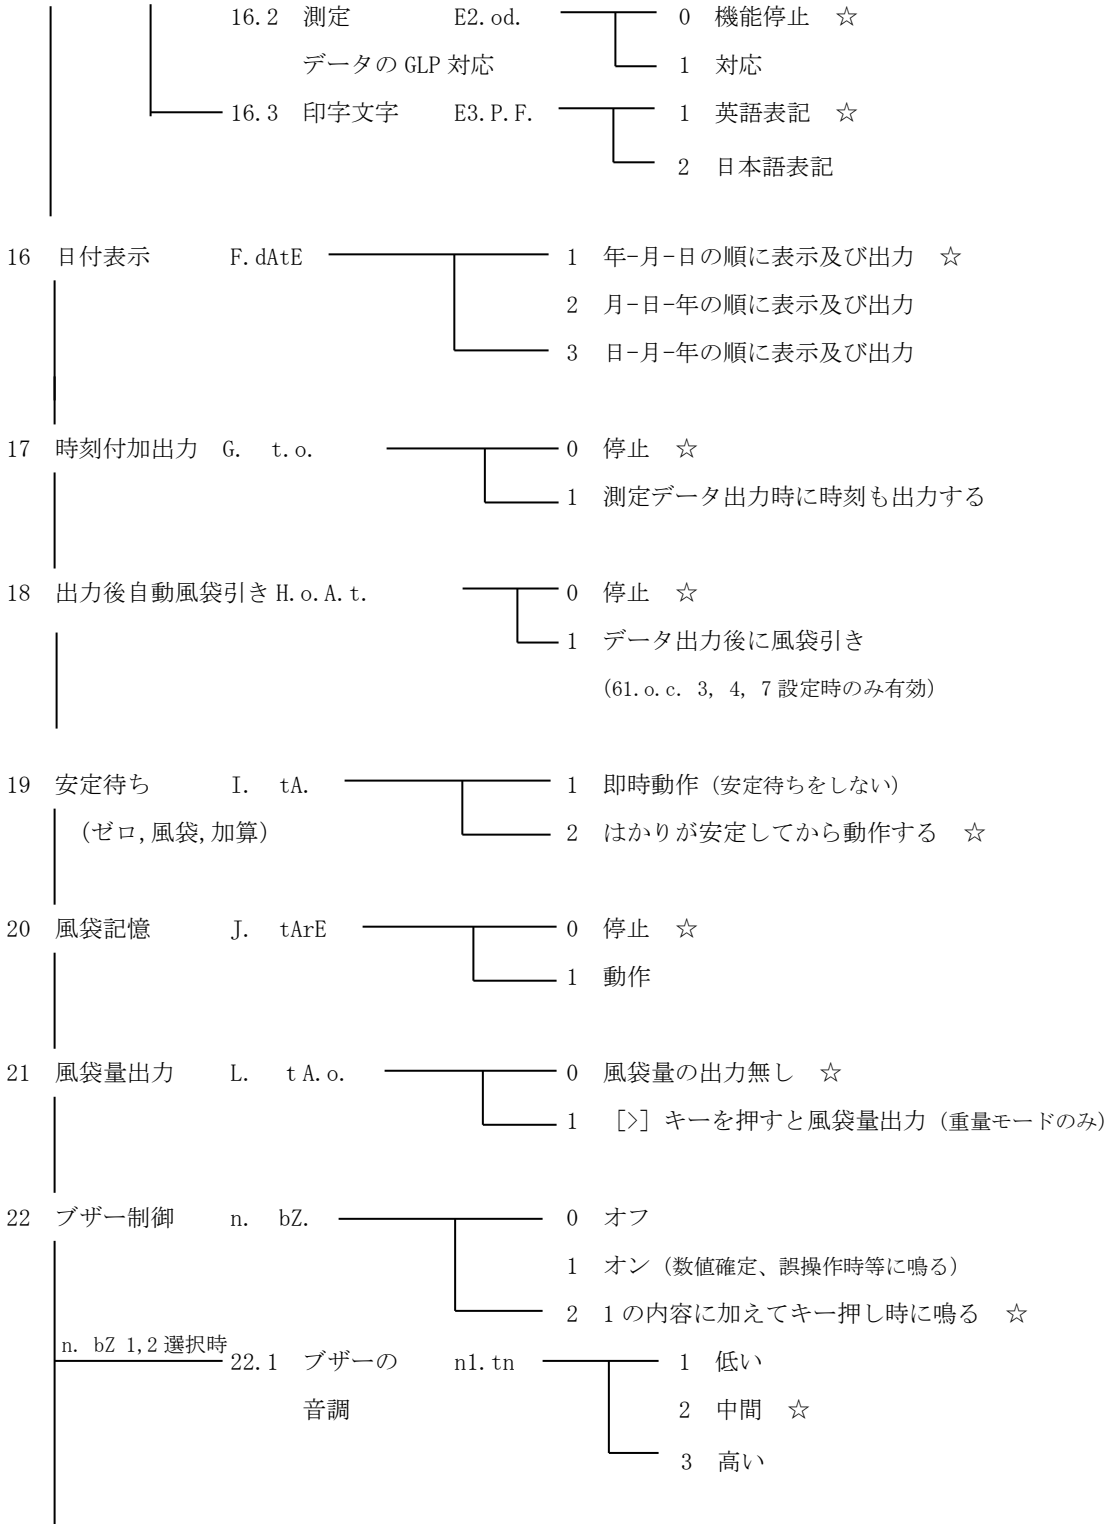 16.2 測定 E2.od. 0 機能停止 ☆
データの GLP 対応 1 対応
16.3 印字文字 E3.P.F. 1 英語表記 ☆
2 日本語表記
16 日付表示 F.dAtE 1 年-月-日の順に表示及び出力 ☆
2 月-日-年の順に表示及び出力
3 日-月-年の順に表示及び出力
17 時刻付加出力 G. t.o. 0 停止 ☆
1 測定データ出力時に時刻も出力する
18 出力後自動風袋引き H.o.A.t. 0 停止 ☆
1 データ出力後に風袋引き
(61.o.c. 3, 4, 7 設定時のみ有効)
19 安定待ち I. tA. 1 即時動作 (安定待ちをしない)
(ゼロ,風袋,加算) 2 はかりが安定してから動作する ☆
20 風袋記憶 J. tArE 0 停止 ☆
1 動作
21 風袋量出力 L. t A.o. 0 風袋量の出力無し ☆
1 [>] キーを押すと風袋量出力 (重量モードのみ)
22 ブザー制御 n. bZ. 0 オフ
1 オン (数値確定、誤操作時等に鳴る)
2 1 の内容に加えてキー押し時に鳴る ☆
n. bZ 1,2 選択時 22.1 ブザーの n1.tn 1 低い
音調 2 中間 ☆
3 高い